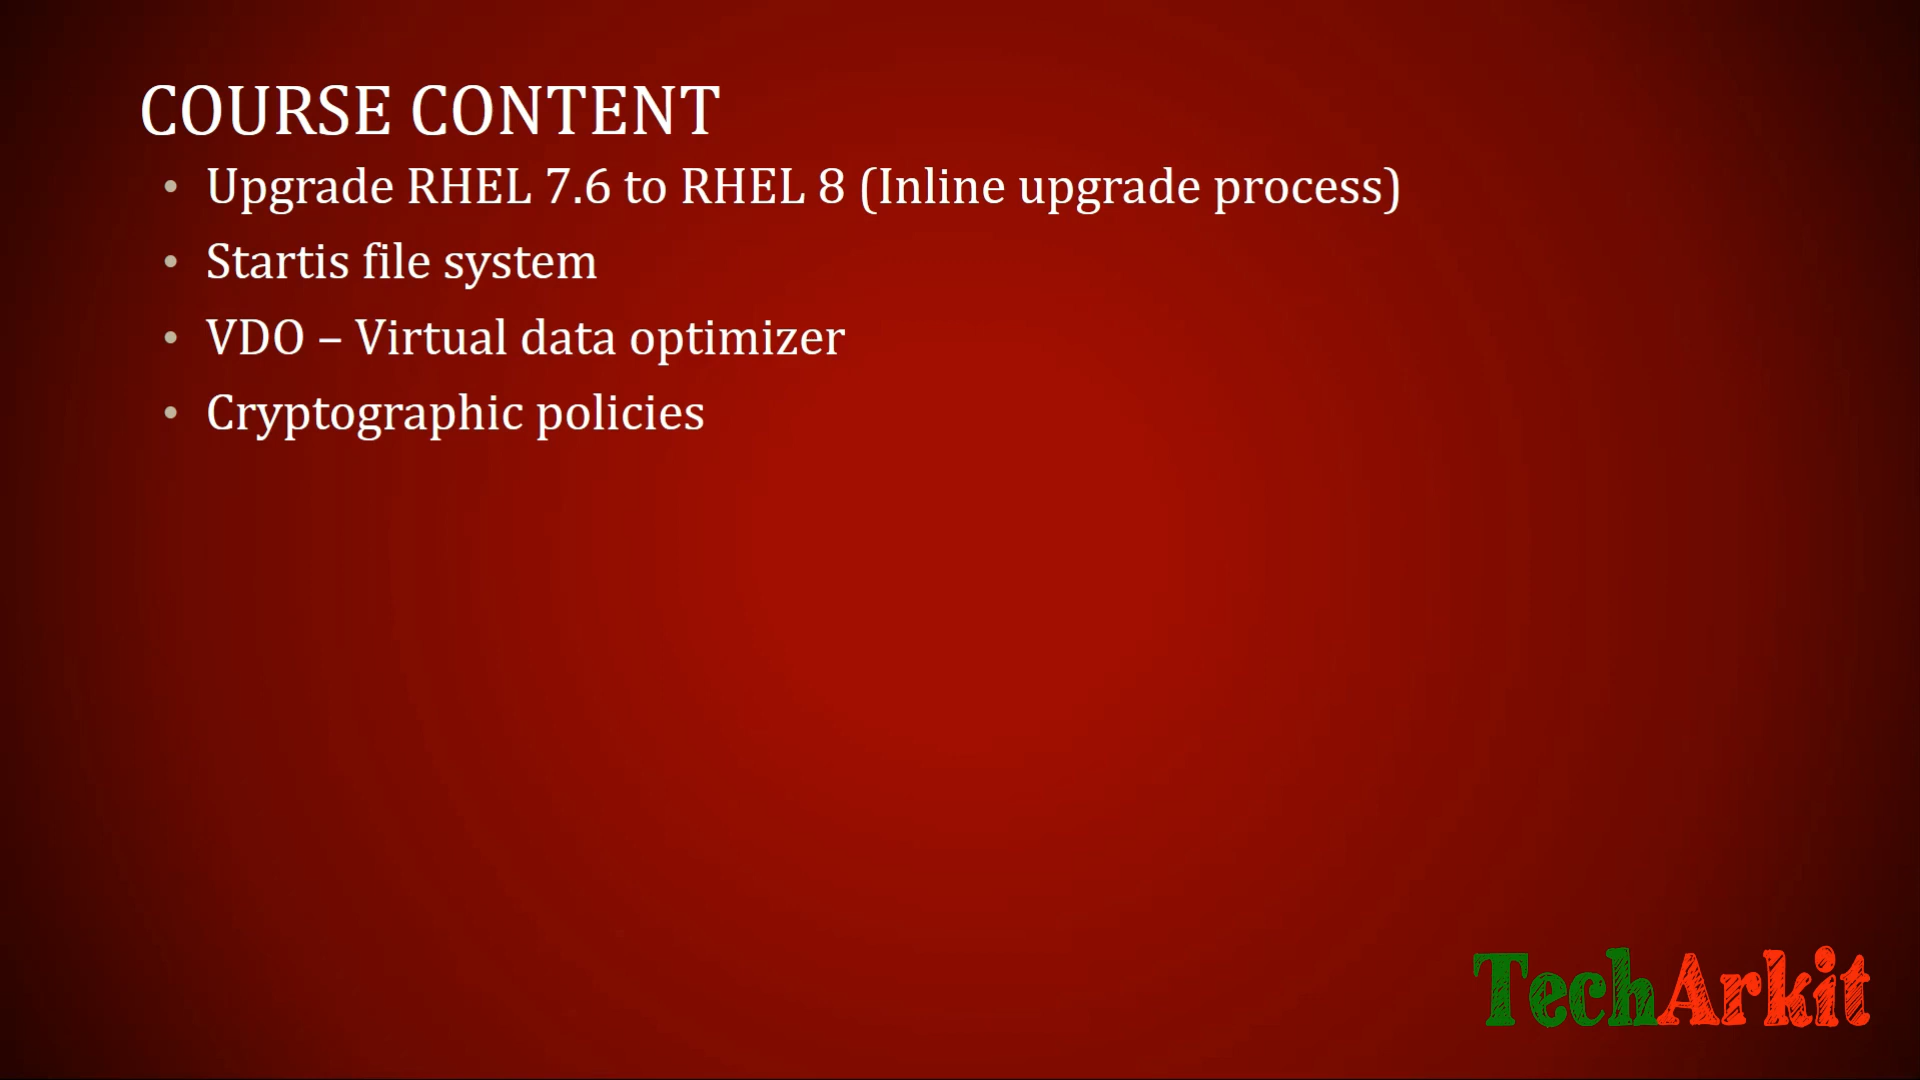 COURSE CONTENT
• Upgrade RHEL 7.6 to RHEL 8 (Inline upgrade process)
• Startis file system
• VDO – Virtual data optimizer
• Cryptographic policies
TechArkit